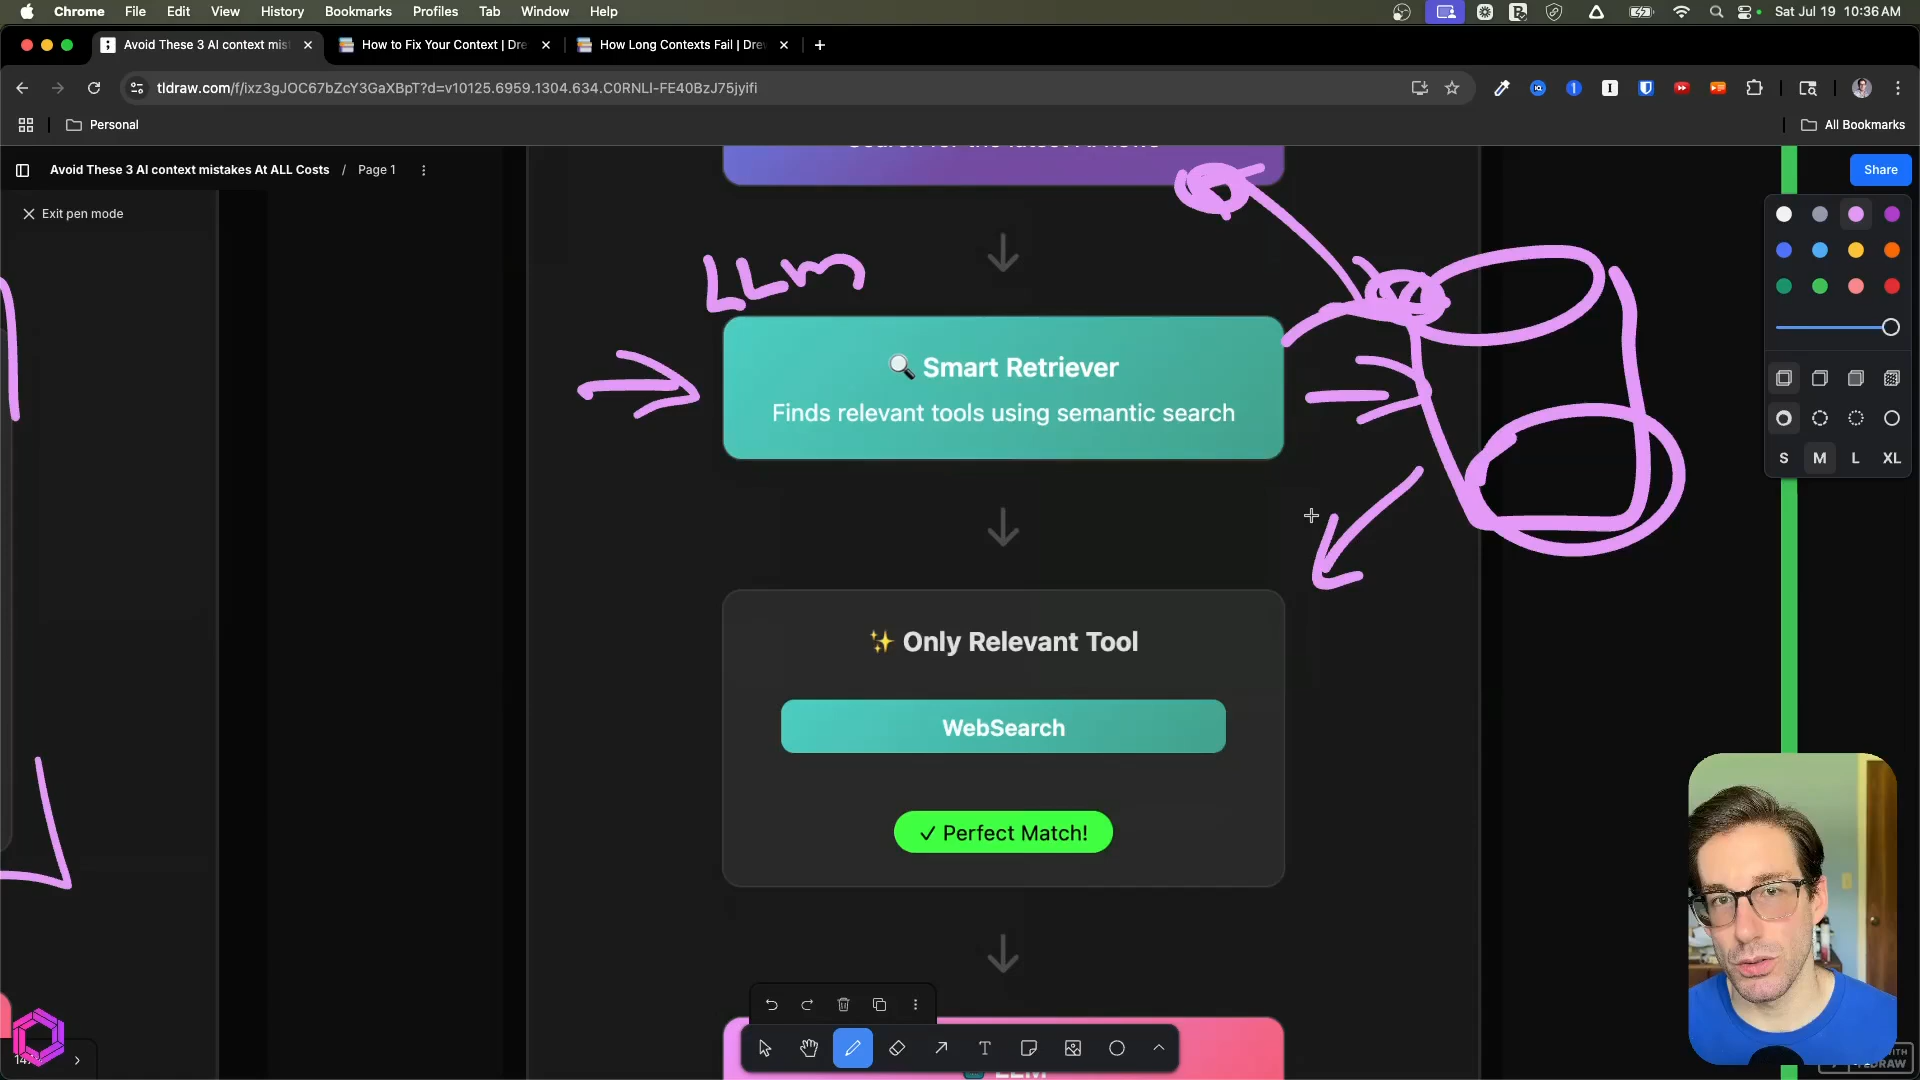 Chrome File Edit View History Bookmarks Profiles Tab Window Help
Sat Jul 19 10:36 AM
Avoid These 3 AI context mis
How to Fix Your Context | Dre
How Long Contexts Fail | Dre
tldraw.com/f/ixz3gJOC67bZcY3GaXBpT?d=v10125.6959.1304.634.C0RNLI-FE40BzJ75jyifi
Personal
All Bookmarks
Avoid These 3 AI context mistakes At ALL Costs / Page 1
Share
Exit pen mode
LLm
🔍 Smart Retriever
Finds relevant tools using semantic search
✨ Only Relevant Tool
WebSearch
✓ Perfect Match!
S M L XL